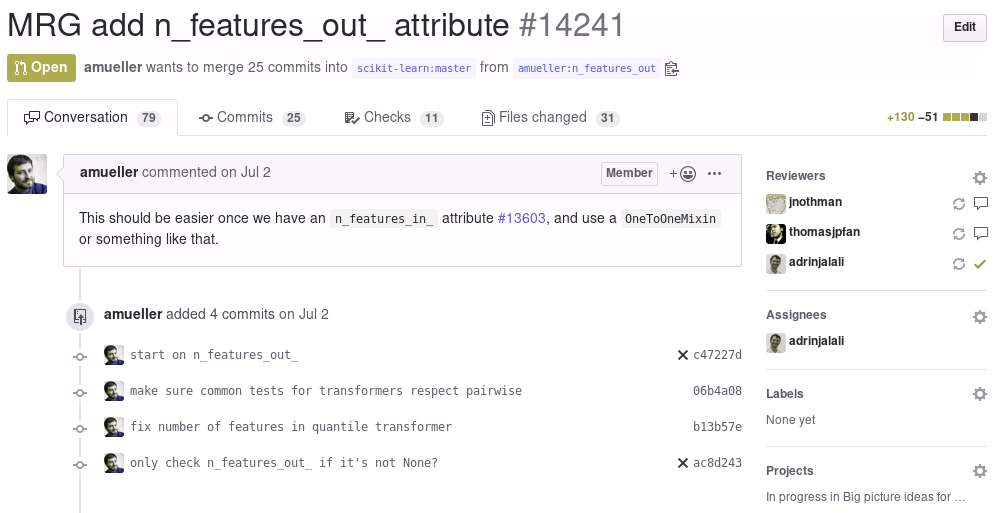 MRG add n_features_out_ attribute #14241
Edit
Open amueller wants to merge 25 commits into scikit-learn:master from amueller:n_features_out
Conversation 79 Commits 25 Checks 11 Files changed 31 +130 −51
amueller commented on Jul 2 Member +
This should be easier once we have an n_features_in_ attribute #13603, and use a OneToOneMixin
or something like that.
amueller added 4 commits on Jul 2
start on n_features_out_ c47227d
make sure common tests for transformers respect pairwise 06b4a08
fix number of features in quantile transformer b13b57e
only check n_features_out_ if it's not None? ac8d243
Reviewers
jnothman
thomasjpfan
adrinjalali
Assignees
adrinjalali
Labels
None yet
Projects
In progress in Big picture ideas for …